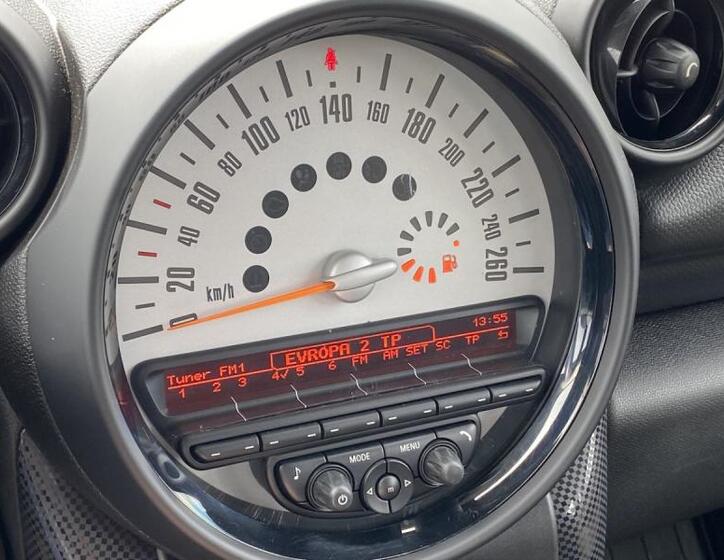 0 20 40 60 80 100 120 140 160 180 200 220 240 260
km/h
13:55
Tuner FM1 EVROPA 2 TP
1 2 3 4✓ 5 6 FM AM SET SC TP
MODE MENU
m